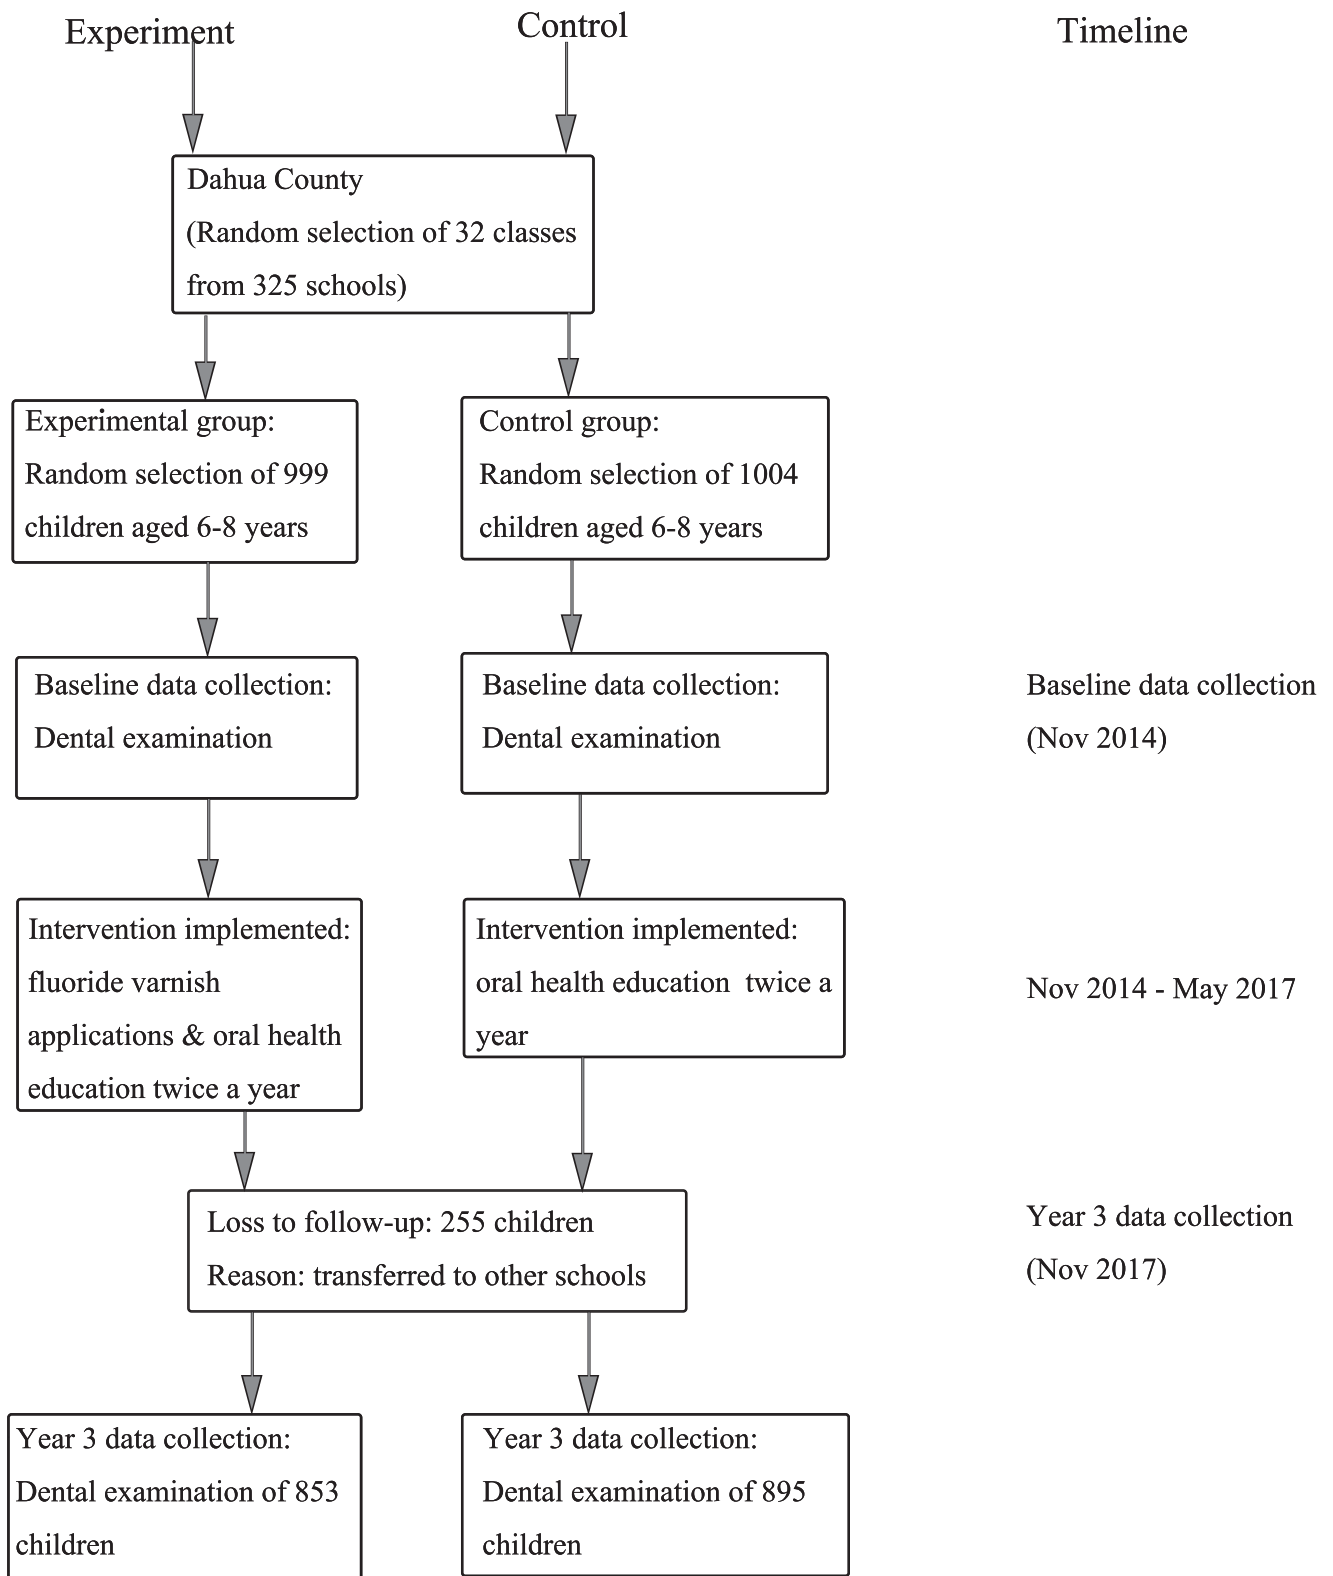 Experiment
Control
Timeline
Dahua County
(Random selection of 32 classes
from 325 schools)
Experimental group:
Random selection of 999
children aged 6-8 years
Control group:
Random selection of 1004
children aged 6-8 years
Baseline data collection:
Dental examination
Baseline data collection:
Dental examination
Baseline data collection
(Nov 2014)
Intervention implemented:
fluoride varnish
applications & oral health
education twice a year
Intervention implemented:
oral health education twice a
year
Nov 2014 - May 2017
Loss to follow-up: 255 children
Reason: transferred to other schools
Year 3 data collection
(Nov 2017)
Year 3 data collection:
Dental examination of 853
children
Year 3 data collection:
Dental examination of 895
children